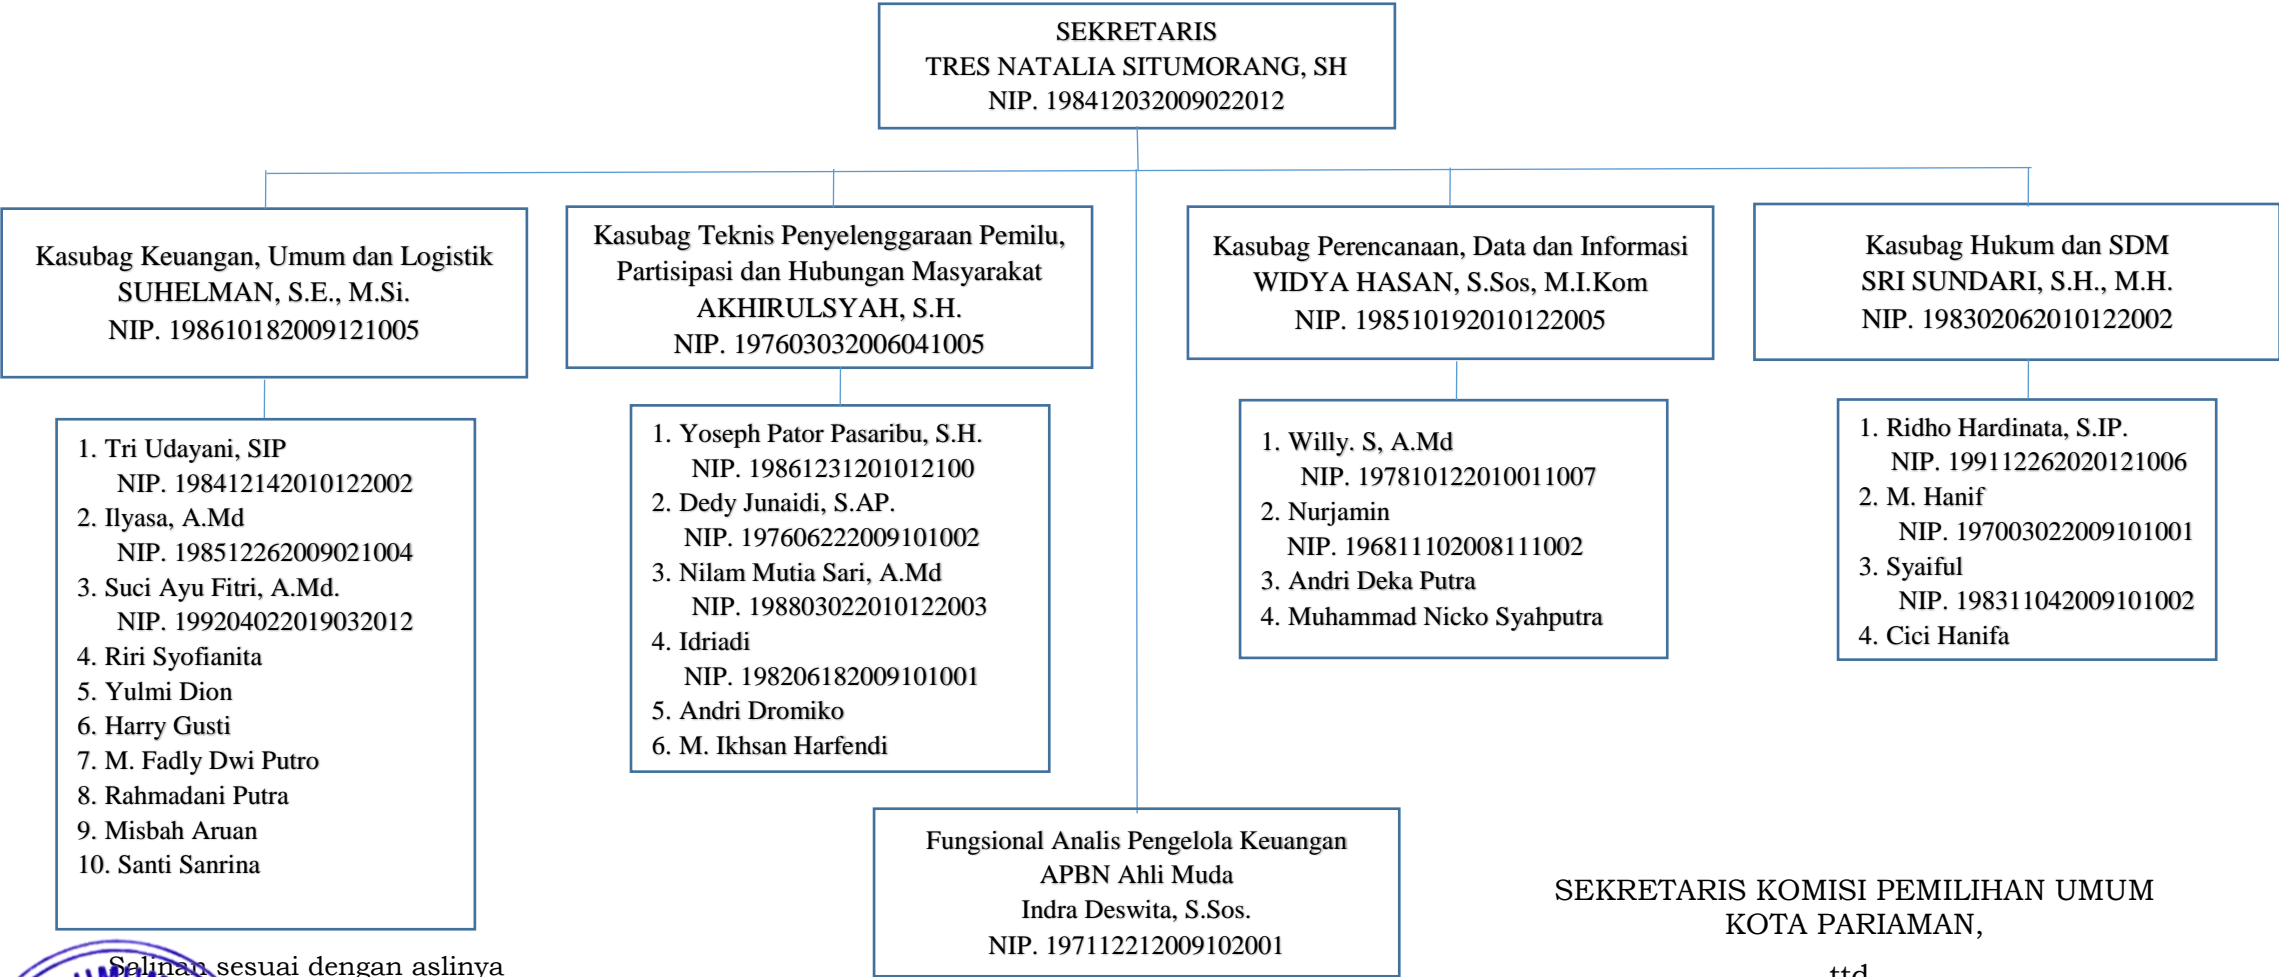 SEKRETARIS
TRES NATALIA SITUMORANG, SH
NIP. 198412032009022012
Kasubag Keuangan, Umum dan Logistik
SUHELMAN, S.E., M.Si.
NIP. 198610182009121005
Kasubag Teknis Penyelenggaraan Pemilu,
Partisipasi dan Hubungan Masyarakat
AKHIRULSYAH, S.H.
NIP. 197603032006041005
Kasubag Perencanaan, Data dan Informasi
WIDYA HASAN, S.Sos, M.I.Kom
NIP. 198510192010122005
Kasubag Hukum dan SDM
SRI SUNDARI, S.H., M.H.
NIP. 198302062010122002
1. Tri Udayani, SIP
NIP. 198412142010122002
2. Ilyasa, A.Md
NIP. 198512262009021004
3. Suci Ayu Fitri, A.Md.
NIP. 199204022019032012
4. Riri Syofianita
5. Yulmi Dion
6. Harry Gusti
7. M. Fadly Dwi Putro
8. Rahmadani Putra
9. Misbah Aruan
10. Santi Sanrina
1. Yoseph Pator Pasaribu, S.H.
NIP. 19861231201012100
2. Dedy Junaidi, S.AP.
NIP. 197606222009101002
3. Nilam Mutia Sari, A.Md
NIP. 198803022010122003
4. Idriadi
NIP. 198206182009101001
5. Andri Dromiko
6. M. Ikhsan Harfendi
1. Willy. S, A.Md
NIP. 197810122010011007
2. Nurjamin
NIP. 196811102008111002
3. Andri Deka Putra
4. Muhammad Nicko Syahputra
1. Ridho Hardinata, S.IP.
NIP. 199112262020121006
2. M. Hanif
NIP. 197003022009101001
3. Syaiful
NIP. 198311042009101002
4. Cici Hanifa
Fungsional Analis Pengelola Keuangan
APBN Ahli Muda
Indra Deswita, S.Sos.
NIP. 197112212009102001
SEKRETARIS KOMISI PEMILIHAN UMUM
KOTA PARIAMAN,
ttd
Salinan sesuai dengan aslinya